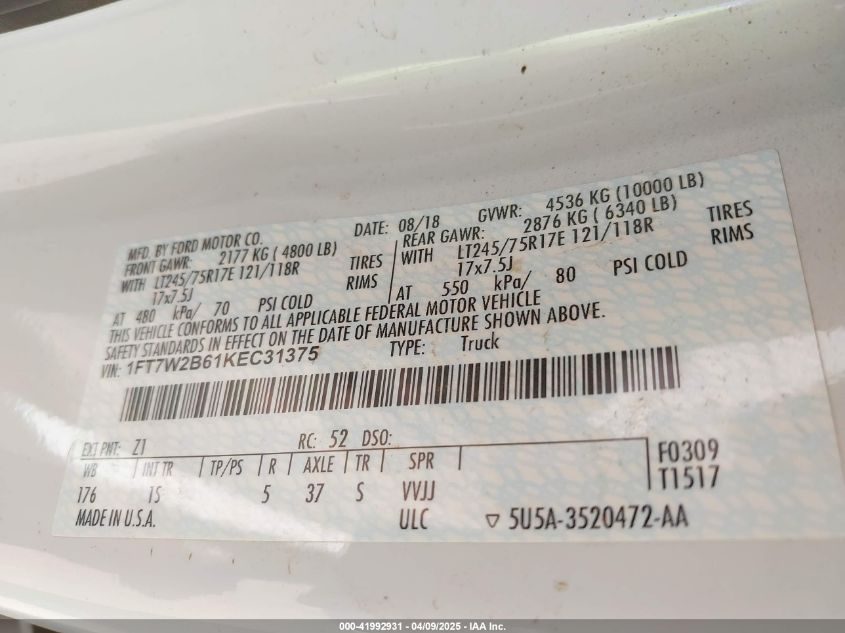 MFD. BY FORD MOTOR CO.
DATE: 08/18 GVWR: 4536 KG (10000 LB)
FRONT GAWR: 2177 KG ( 4800 LB) REAR GAWR: 2876 KG ( 6340 LB)
WITH LT245/75R17E 121/118R TIRES WITH LT245/75R17E 121/118R TIRES
17x7.5J RIMS 17x7.5J RIMS
AT 480 kPa/ 70 PSI COLD AT 550 kPa/ 80 PSI COLD
THIS VEHICLE CONFORMS TO ALL APPLICABLE FEDERAL MOTOR VEHICLE
SAFETY STANDARDS IN EFFECT ON THE DATE OF MANUFACTURE SHOWN ABOVE.
VIN: 1FT7W2B61KEC31375 TYPE: Truck
EXT PNT: Z1 RC: 52 DSO:
WB INT TR TP/PS R AXLE TR SPR F0309
176 IS 5 37 S VVJJ T1517
MADE IN U.S.A. ULC ▽ 5U5A-3520472-AA
000-41992931 - 04/09/2025 - IAA Inc.